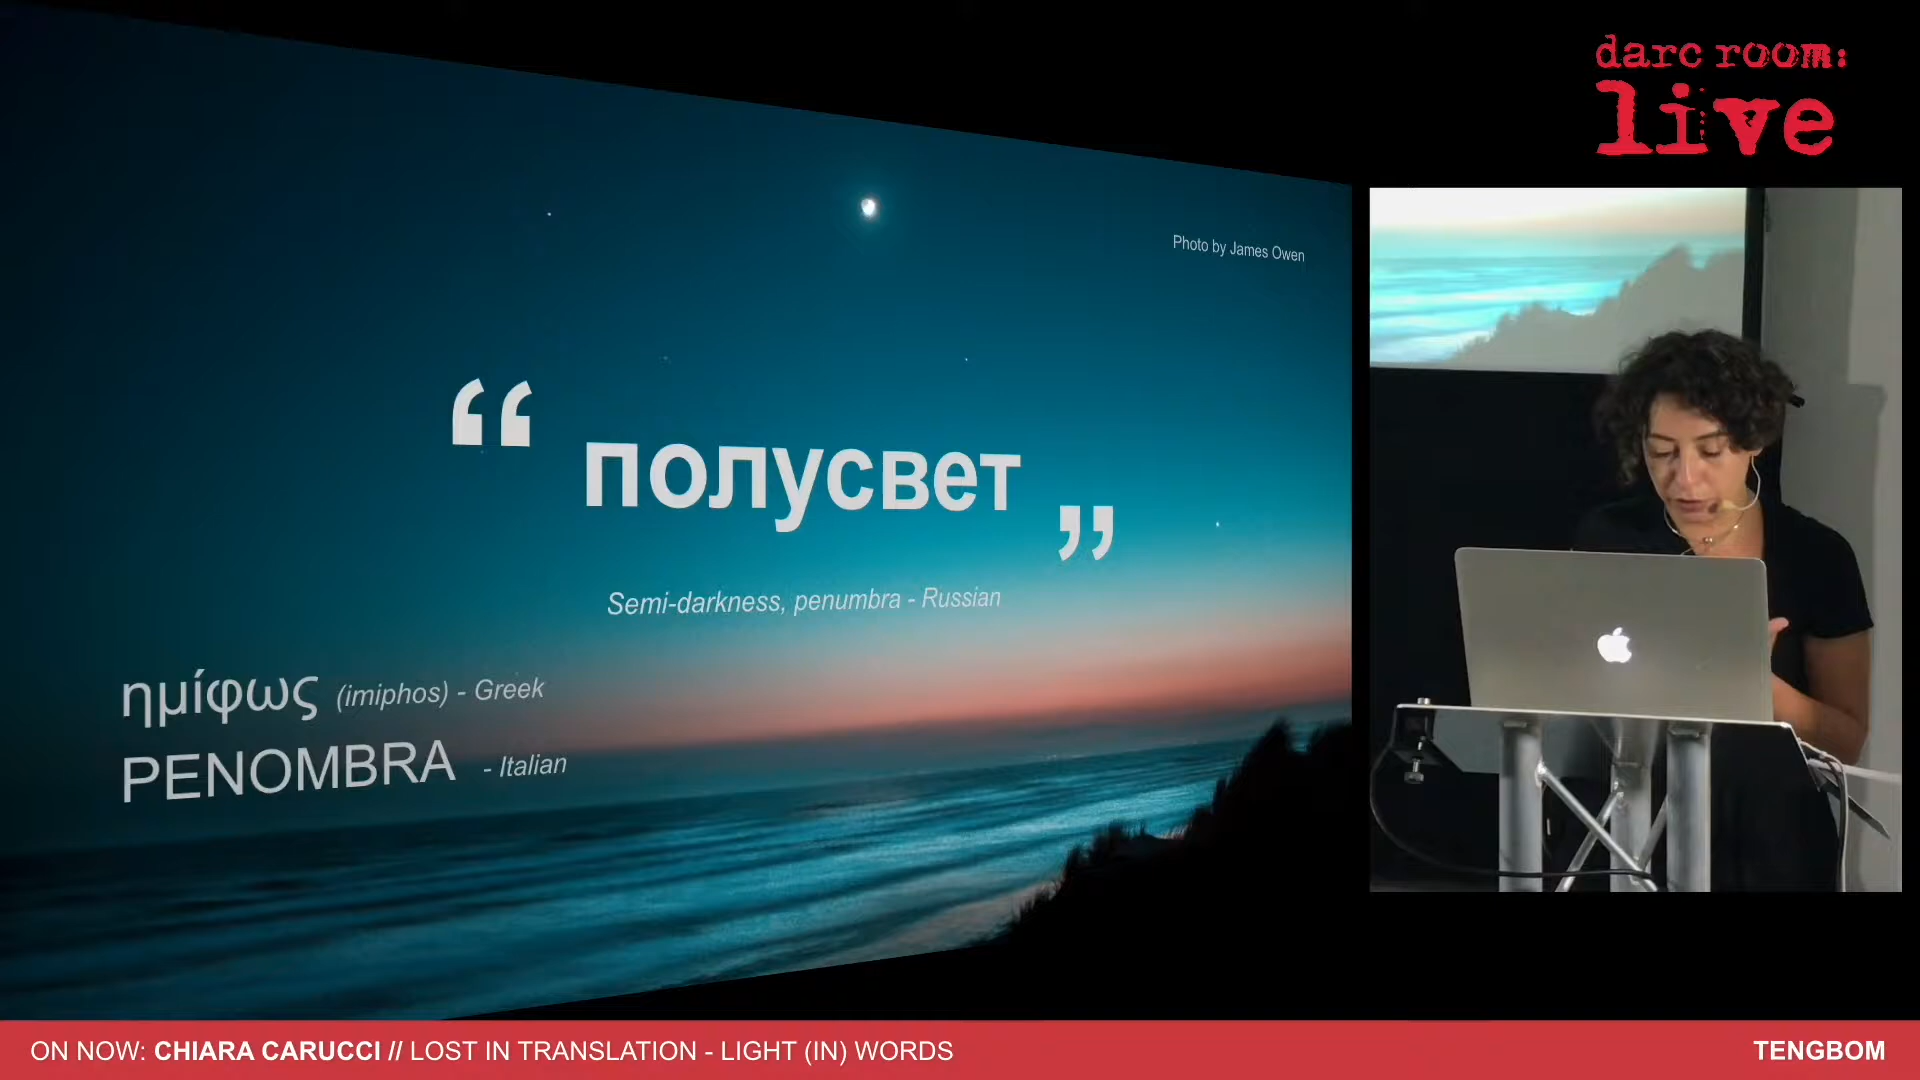 darc room:
live
Photo by James Owen
“ полусвет ”
Semi-darkness, penumbra - Russian
ημίφως (imiphos) - Greek
PENOMBRA - Italian
ON NOW: CHIARA CARUCCI // LOST IN TRANSLATION - LIGHT (IN) WORDS
TENGBOM